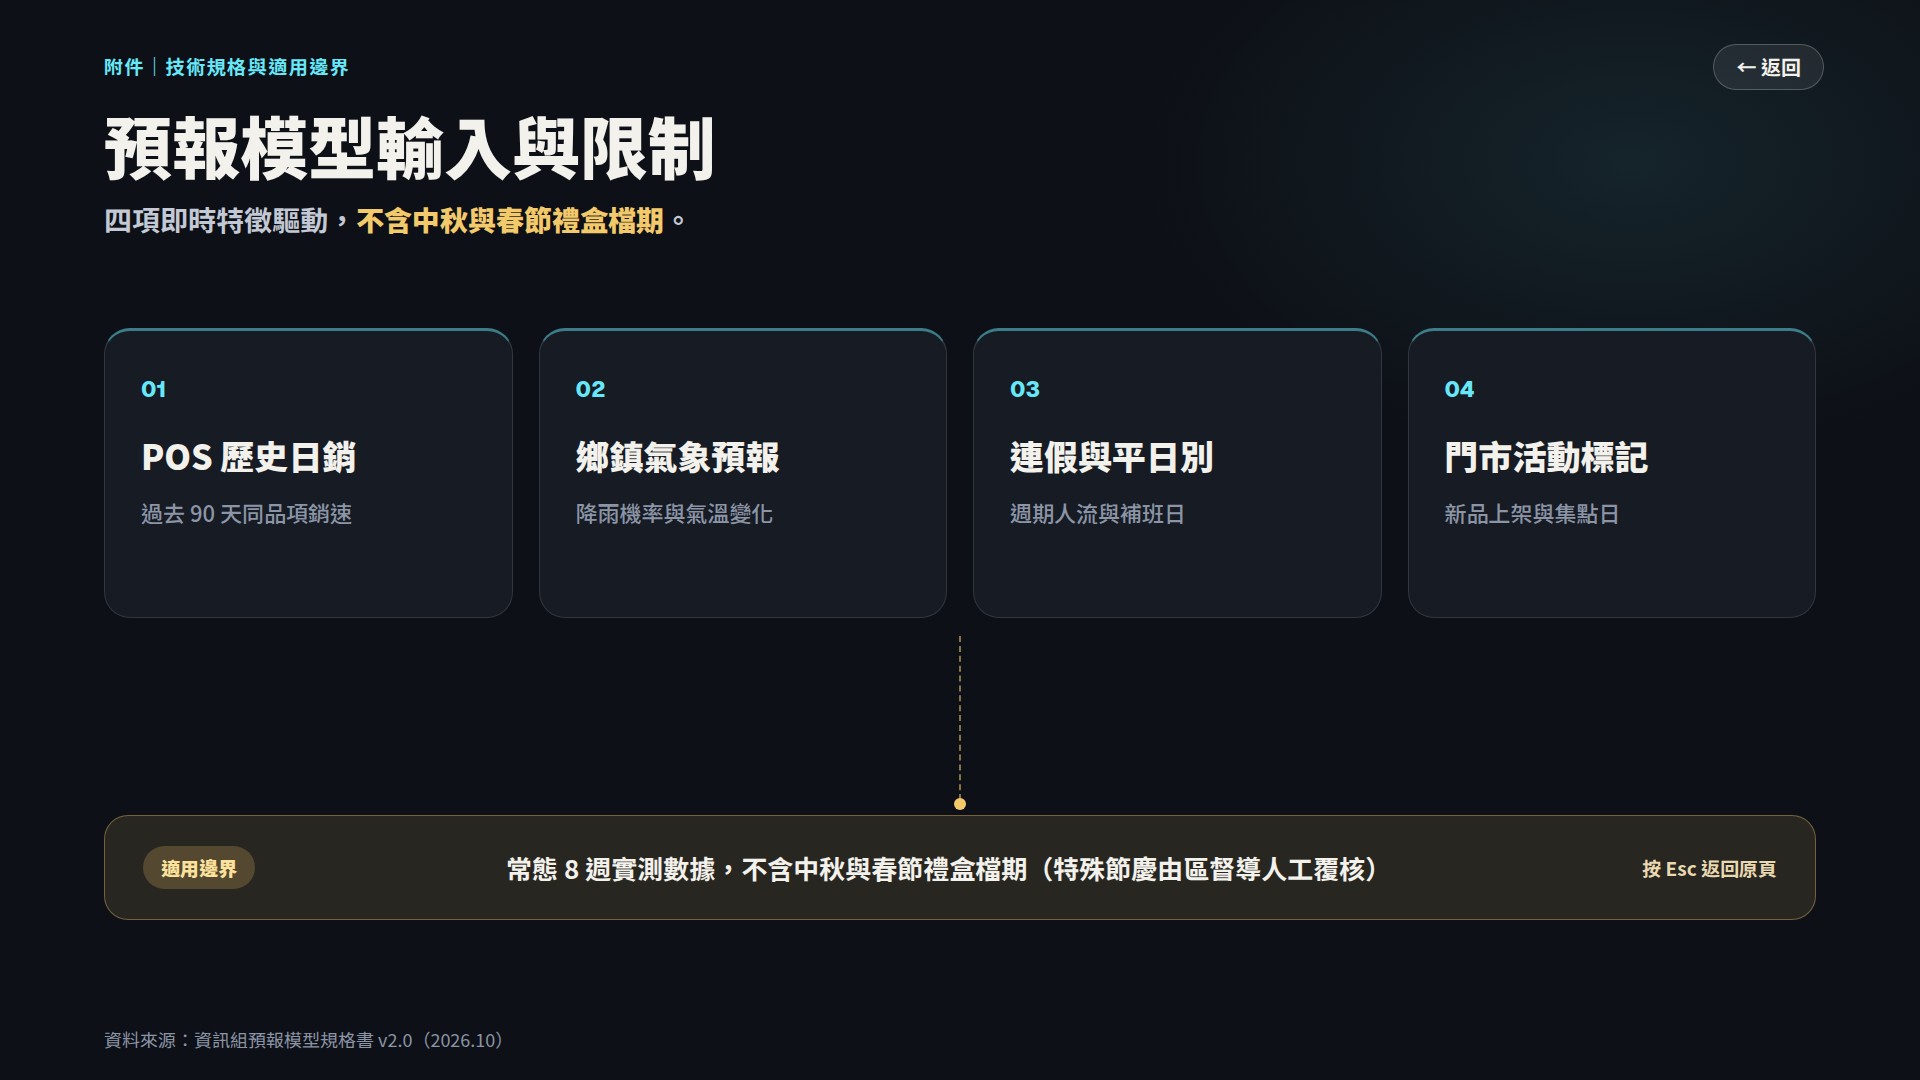 附件｜技術規格與適用邊界
← 返回
預報模型輸入與限制
四項即時特徵驅動，不含中秋與春節禮盒檔期。
01
POS 歷史日銷
過去 90 天同品項銷速
02
鄉鎮氣象預報
降雨機率與氣溫變化
03
連假與平日別
週期人流與補班日
04
門市活動標記
新品上架與集點日
適用邊界
常態 8 週實測數據，不含中秋與春節禮盒檔期（特殊節慶由區督導人工覆核）
按 Esc 返回原頁
資料來源：資訊組預報模型規格書 v2.0（2026.10）